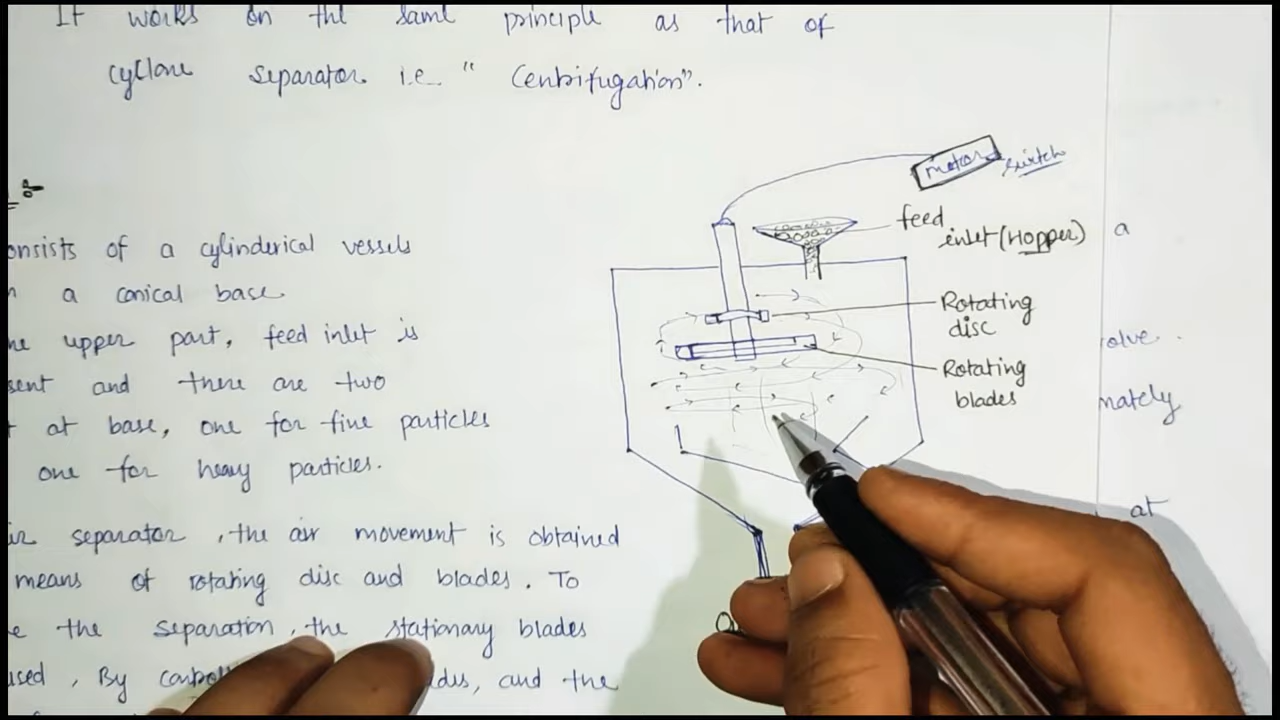 It works on the same principle as that of
cyclone separator i.e. " Centrifugation".
onsists of a cylinderical vessels
a conical base
upper part, feed inlet is
sent and there are two
at base, one for fine particles
one for heavy particles.
separator, the air movement is obtained
means of rotating disc and blades. To
the separation, the stationary blades
used, By and the
motor
switch
feed
inlet (Hopper)
Rotating
disc
Rotating
blades
a
olve.
mately
at